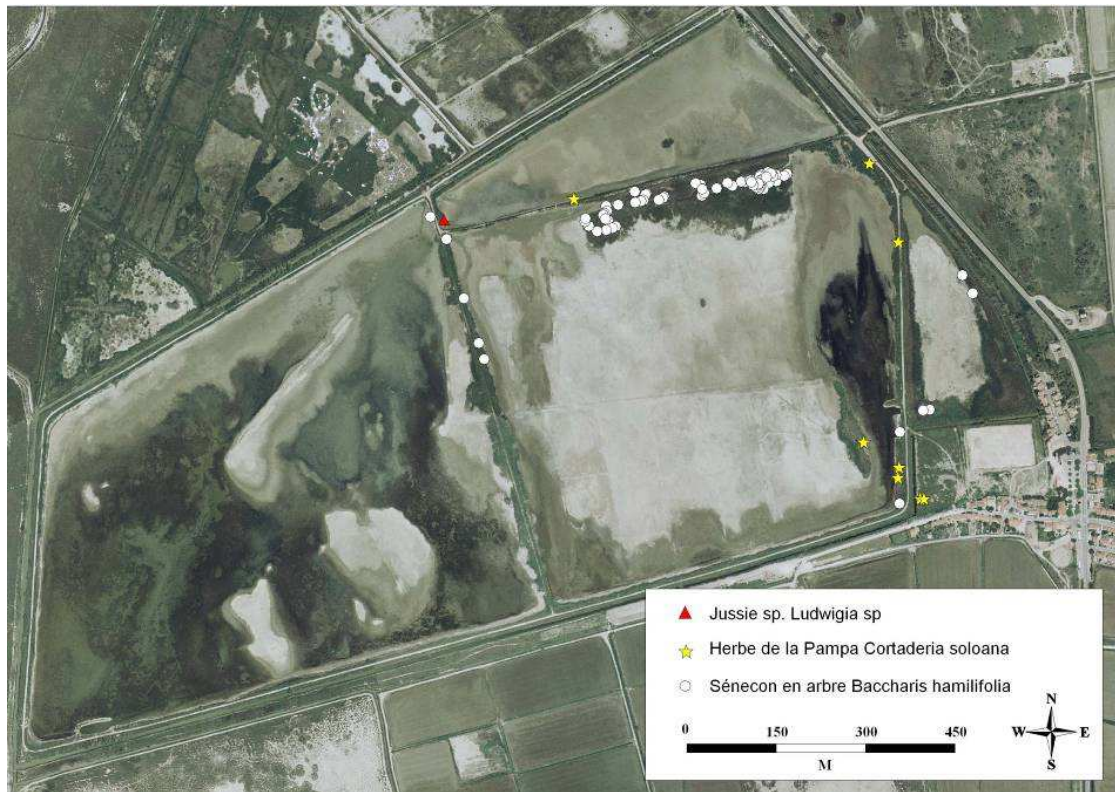 Jussie sp. Ludwigia sp
Herbe de la Pampa Cortaderia soloana
Sénecon en arbre Baccharis hamilifolia
0 150 300 450
M
N
W E
S